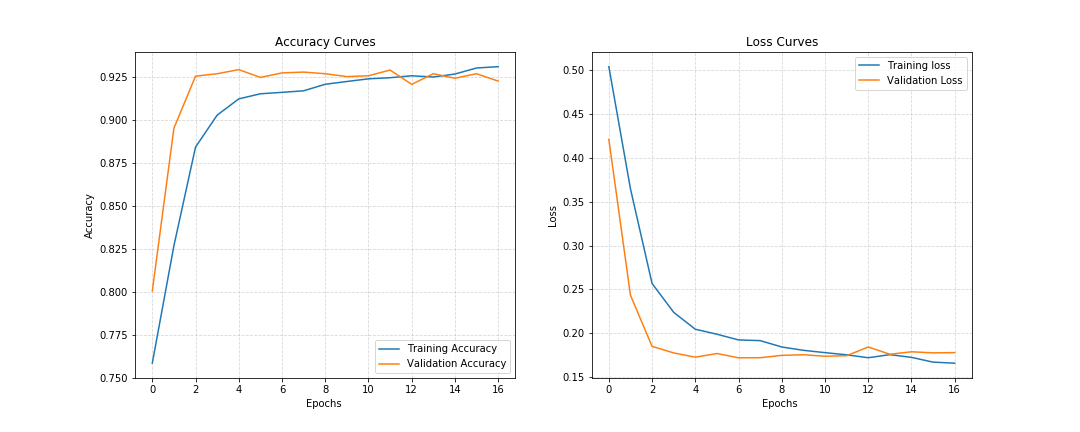 Accuracy Curves
Accuracy
0.925
0.900
0.875
0.850
0.825
0.800
0.775
0.750
Training Accuracy
Validation Accuracy
0 2 4 6 8 10 12 14 16
Epochs
Loss Curves
Loss
0.50
0.45
0.40
0.35
0.30
0.25
0.20
0.15
Training loss
Validation Loss
0 2 4 6 8 10 12 14 16
Epochs